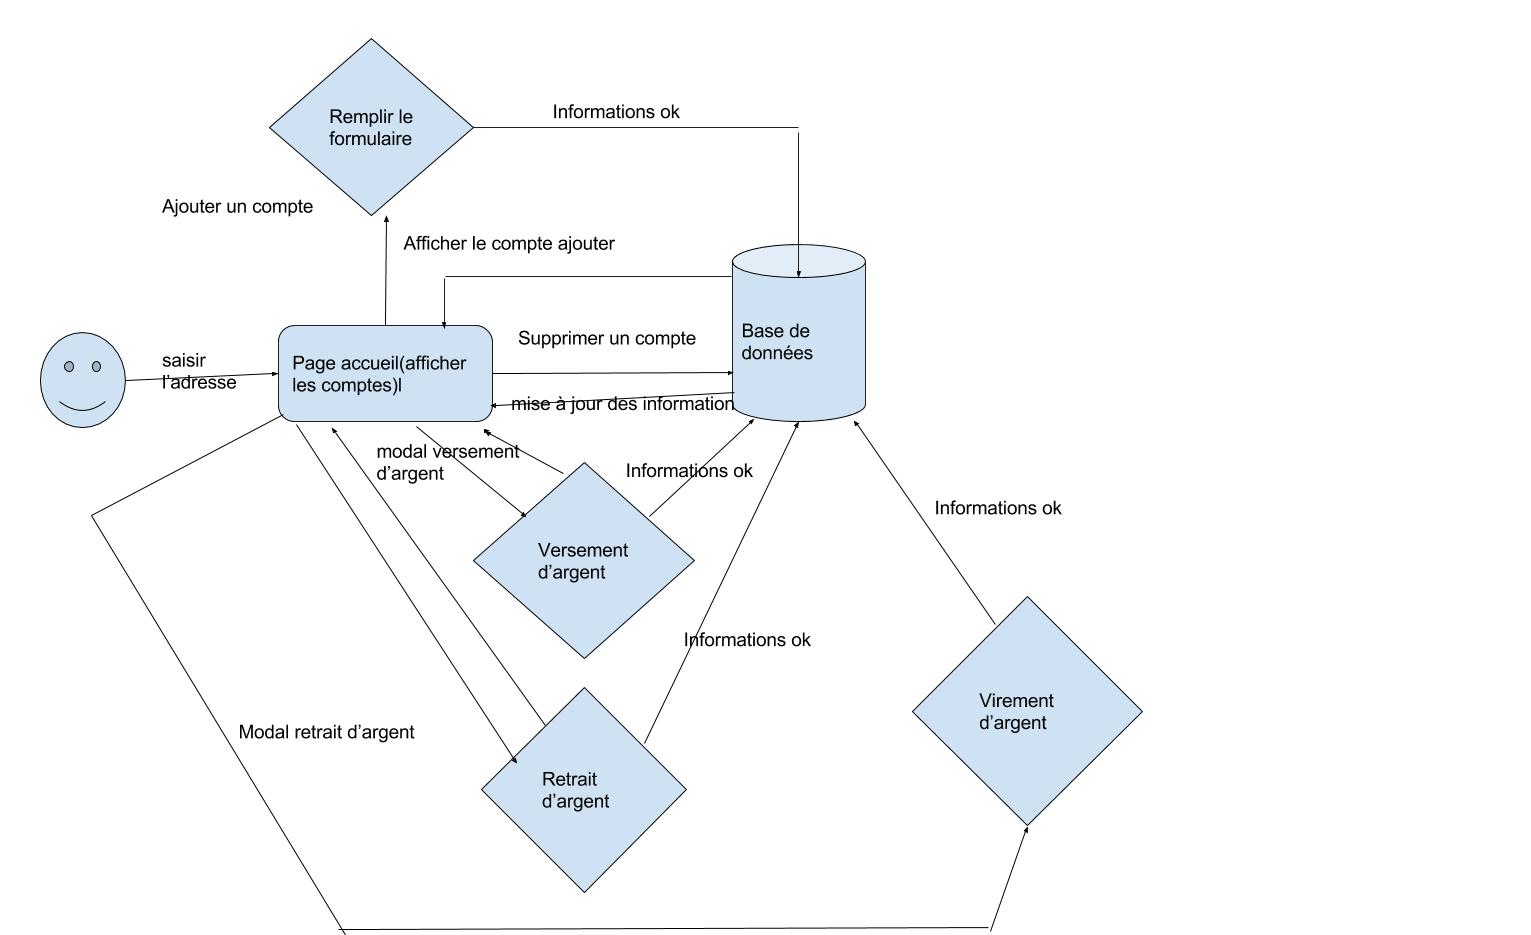 Remplir le
formulaire
Informations ok
Ajouter un compte
Afficher le compte ajouter
Supprimer un compte
Base de
données
saisir
l’adresse
Page accueil(afficher
les comptes)l
mise à jour des information
modal versement
d’argent
Informations ok
Informations ok
Versement
d’argent
Informations ok
Virement
d’argent
Modal retrait d’argent
Retrait
d’argent